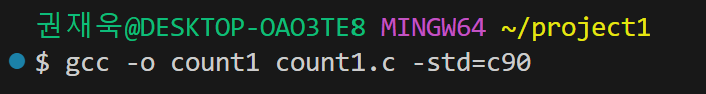 권재욱@DESKTOP-OAO3TE8 MINGW64 ~/project1
$ gcc -o count1 count1.c -std=c90